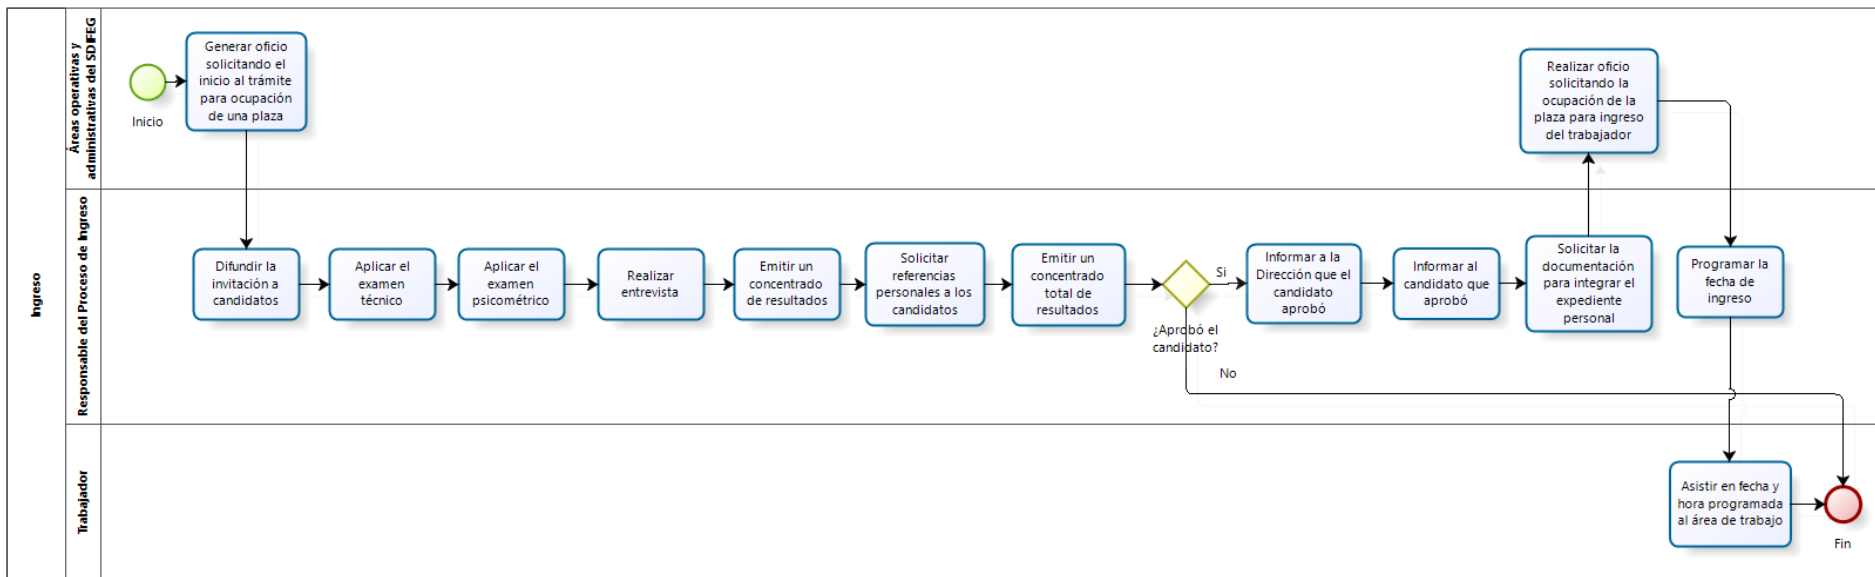 Ingreso
Áreas operativas y
administrativas del SDIFEG
Inicio
Generar oficio
solicitando el
inicio al trámite
para ocupación
de una plaza
Realizar oficio
solicitando la
ocupación de la
plaza para ingreso
del trabajador
Responsable del Proceso de Ingreso
Difundir la
invitación a
candidatos
Aplicar el
examen
técnico
Aplicar el
examen
psicométrico
Realizar
entrevista
Emitir un
concentrado
de resultados
Solicitar
referencias
personales a los
candidatos
Emitir un
concentrado
total de
resultados
¿Aprobó el
candidato?
Si
No
Informar a la
Dirección que el
candidato
aprobó
Informar al
candidato que
aprobó
Solicitar la
documentación
para integrar el
expediente
personal
Programar la
fecha de
ingreso
Trabajador
Asistir en fecha y
hora programada
al área de trabajo
Fin